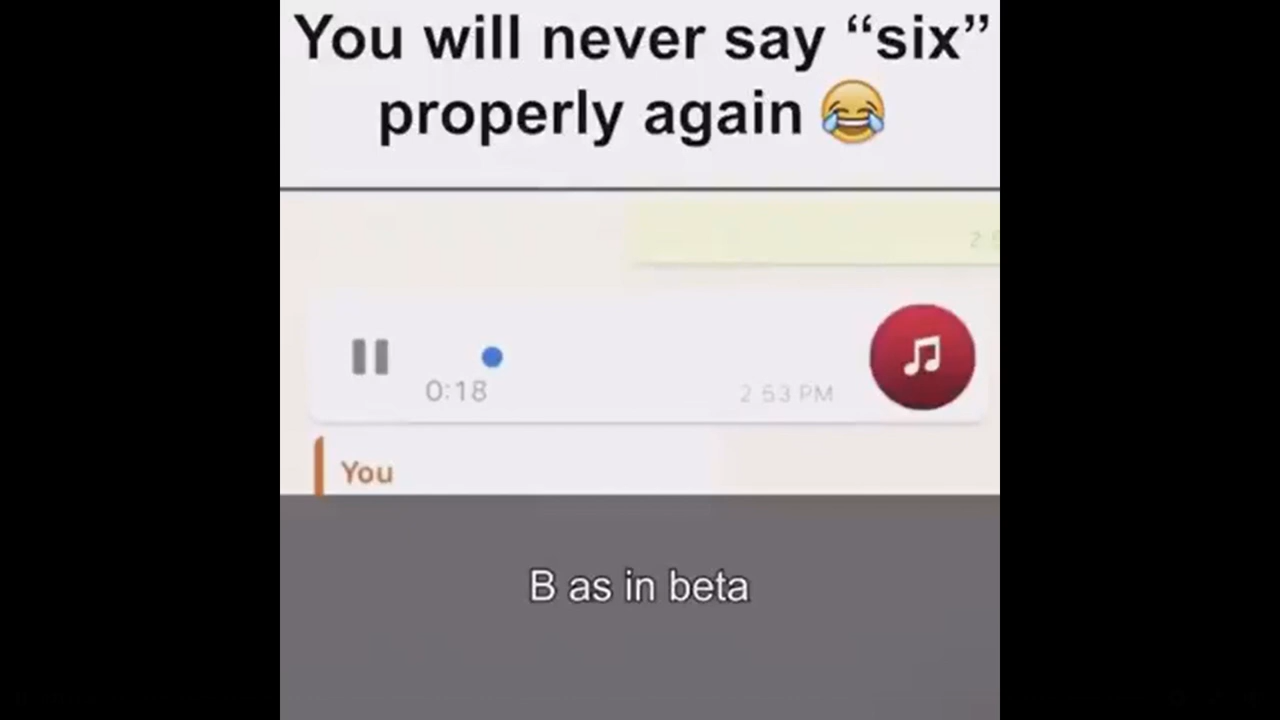 You will never say “six”
properly again 😂
0:18
2 53 PM
You
B as in beta